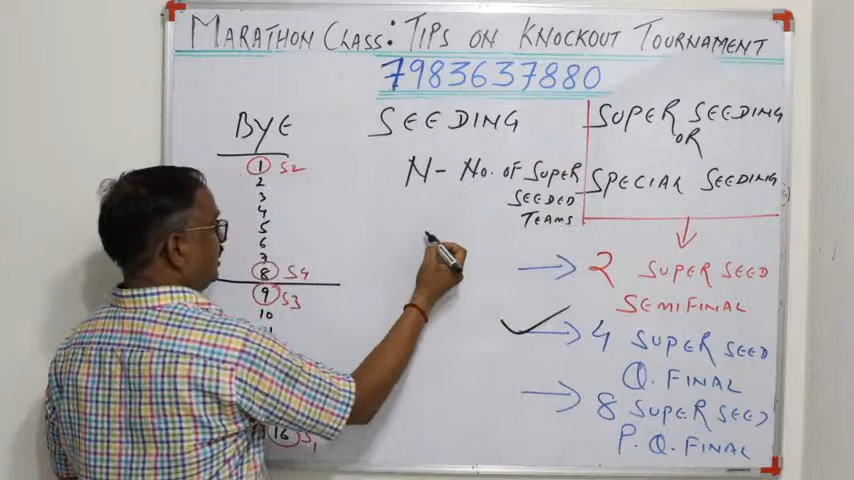 MARATHON CLASS: TIPS ON KNOCKOUT TOURNAMENT
7983637880
BYE
1 S2
2
3
4
5
6
7
8 S4
9 S3
10
16 S1
SEEDING
N- NO. OF SUPER
SEEDED
TEAMS
SUPER SEEDING
OR
SPECIAL SEEDING
2 SUPER SEED
SEMIFINAL
4 SUPER SEED
Q. FINAL
8 SUPER SEED
P. Q. FINAL